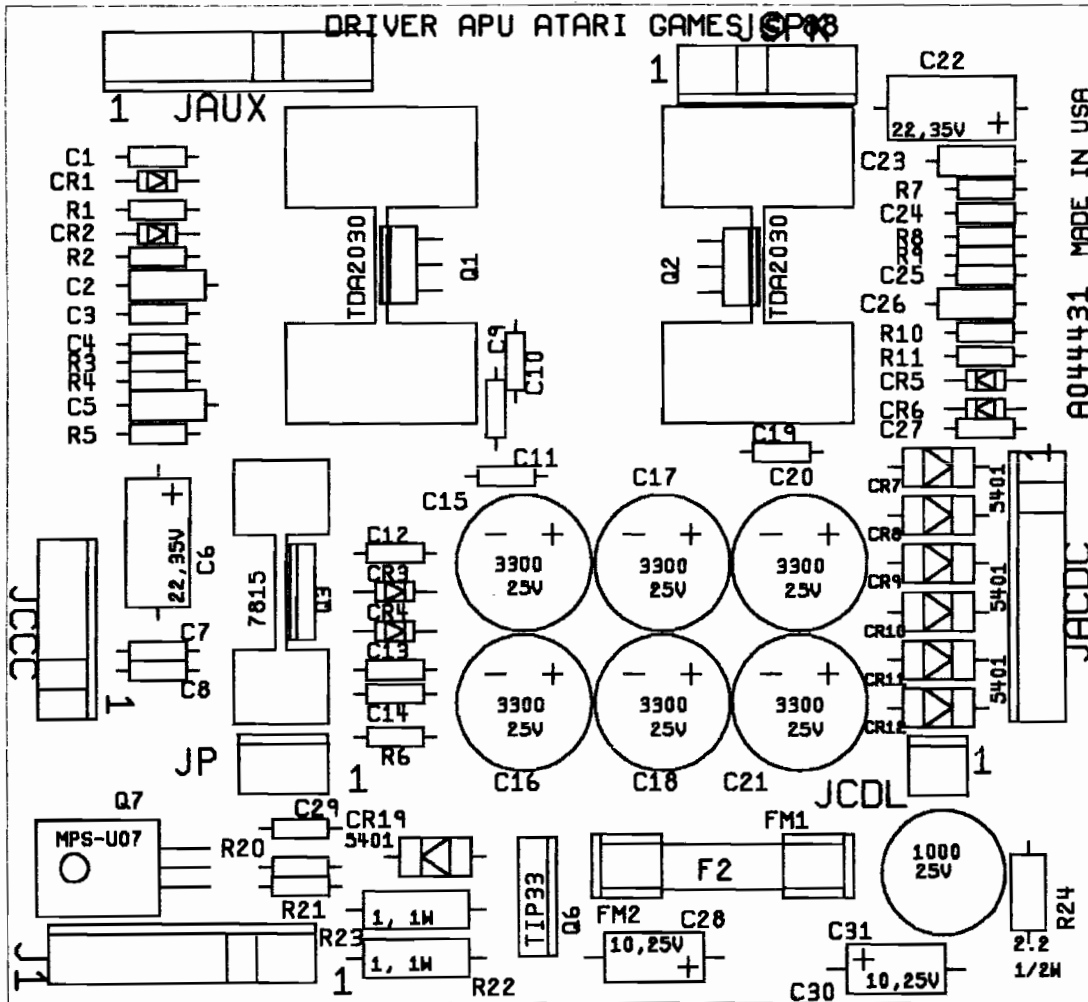 DRIVER APU ATARI GAMES
JSPK
1 JAUX
1
C22
22,35V +
A044431 MADE IN USA
C1
CR1
R1
CR2
R2
C2
C3
C4
R3
R4
C5
R5
TDA2030
Q1
Q2
TDA2030
C23
R7
C24
R8
R9
C25
C26
R10
R11
CR5
CR6
C27
C9
C10
C11
C19
C15
C17
C20
+
22,35V
C6
7815
Q3
C12
CR3
CR4
C13
C14
R6
C7
C8
JCCC
1
- +
3300
25V
- +
3300
25V
- +
3300
25V
- +
3300
25V
- +
3300
25V
- +
3300
25V
C16
C18
C21
CR7
CR8
CR9
CR10
CR11
CR12
5401
5401
5401
1
JACDC
JP
1
JCDL
1
Q7
MPS-U07
C29
R20
R21
CR19
5401
TIP33
Q6
FM1
F2
FM2
1000
25V
R24
2.2
1/2W
R23
1, 1W
1, 1W
R22
J1
1
C28
10,25V
+
C31
+
10,25V
C30